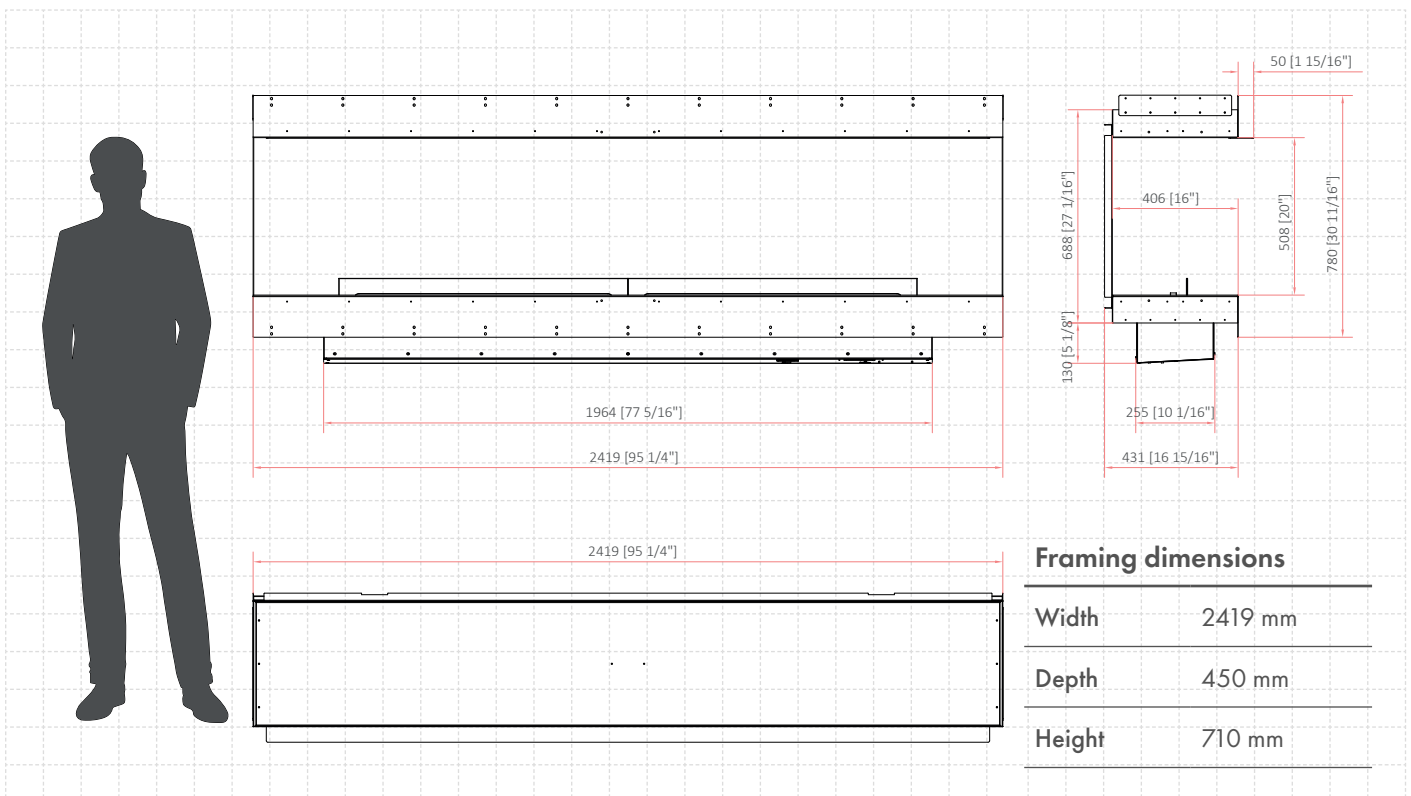 50 [1 15/16"]
688 [27 1/16"]
406 [16"]
508 [20"]
780 [30 11/16"]
130 [5 1/8"]
1964 [77 5/16"]
255 [10 1/16"]
2419 [95 1/4"]
431 [16 15/16"]
2419 [95 1/4"]
Framing dimensions
Width 2419 mm
Depth 450 mm
Height 710 mm